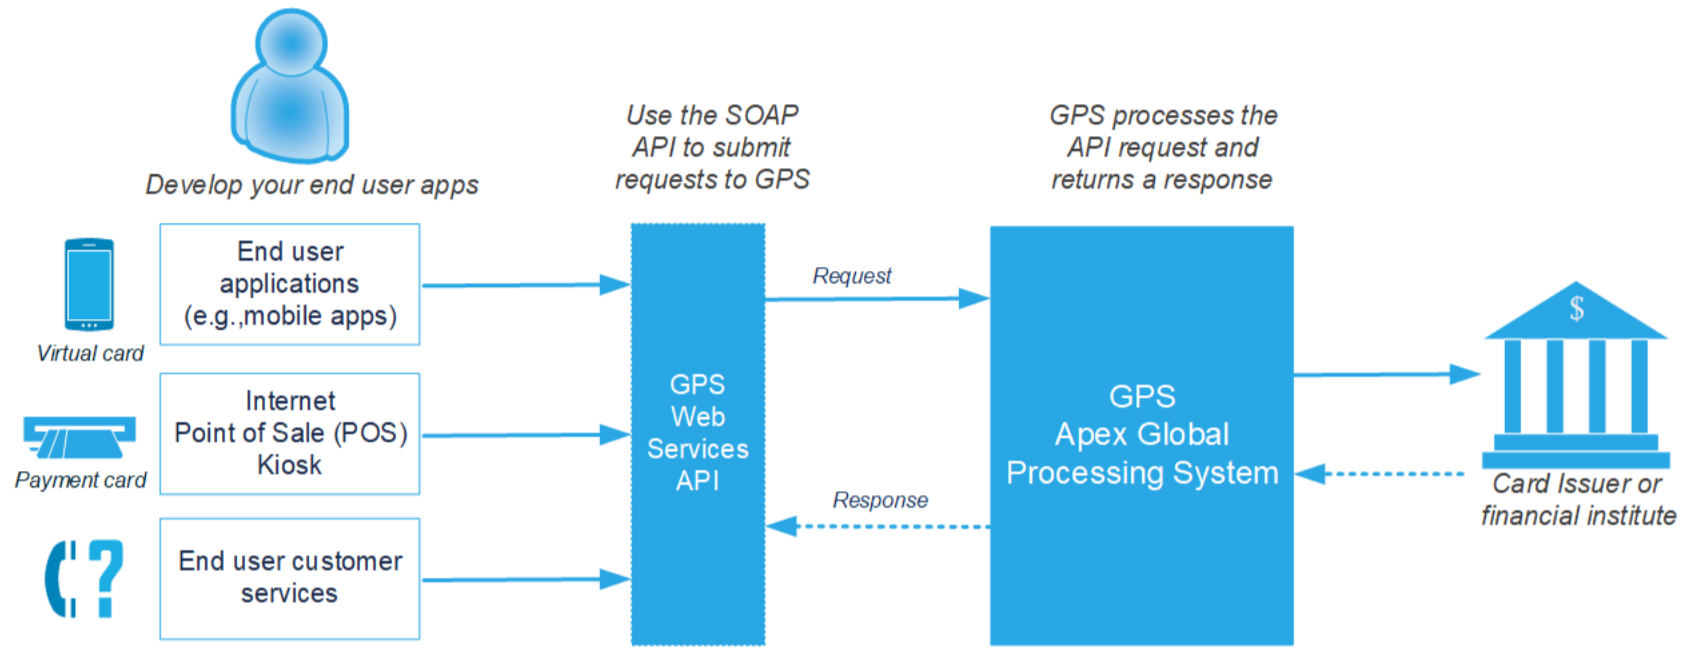 Develop your end user apps
Use the SOAP
API to submit
requests to GPS
GPS processes the
API request and
returns a response
Virtual card
End user
applications
(e.g.,mobile apps)
Payment card
Internet
Point of Sale (POS)
Kiosk
?
End user customer
services
GPS
Web
Services
API
Request
Response
GPS
Apex Global
Processing System
$
Card Issuer or
financial institute